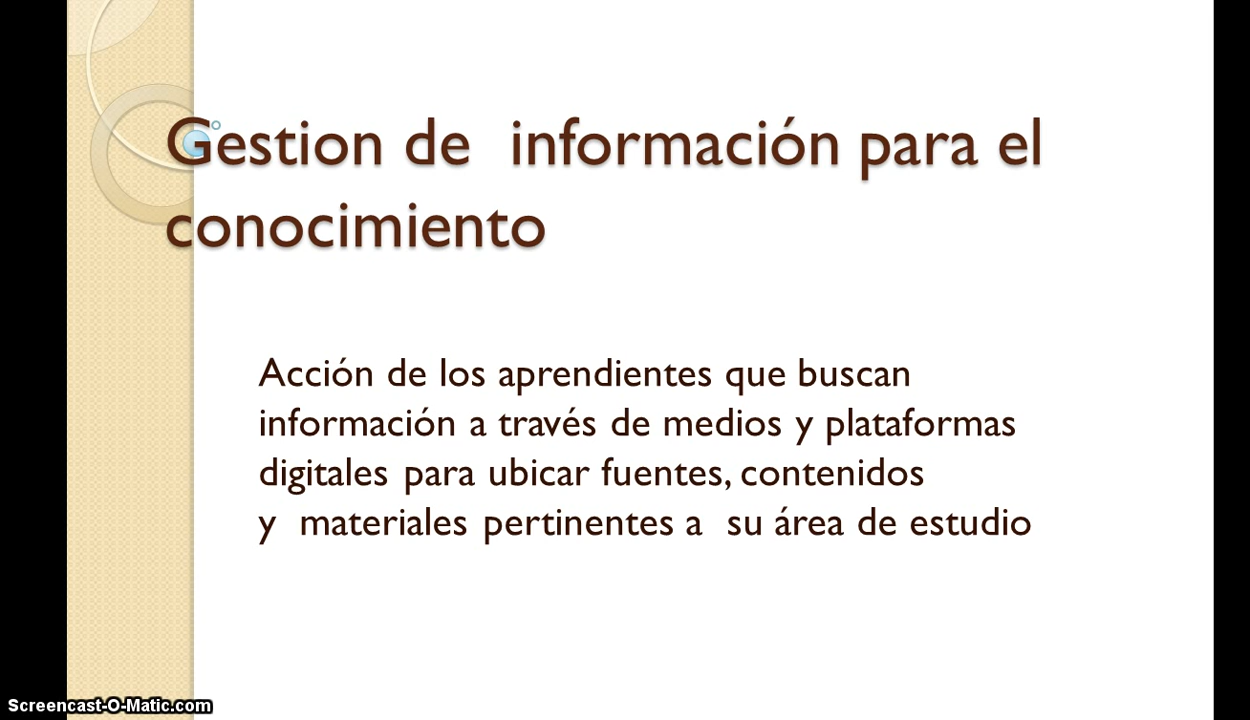 Gestion de  información para el
conocimiento
Acción de los aprendientes que buscan
información a través de medios y plataformas
digitales para ubicar fuentes, contenidos
y  materiales pertinentes a  su área de estudio
Screencast-O-Matic.com